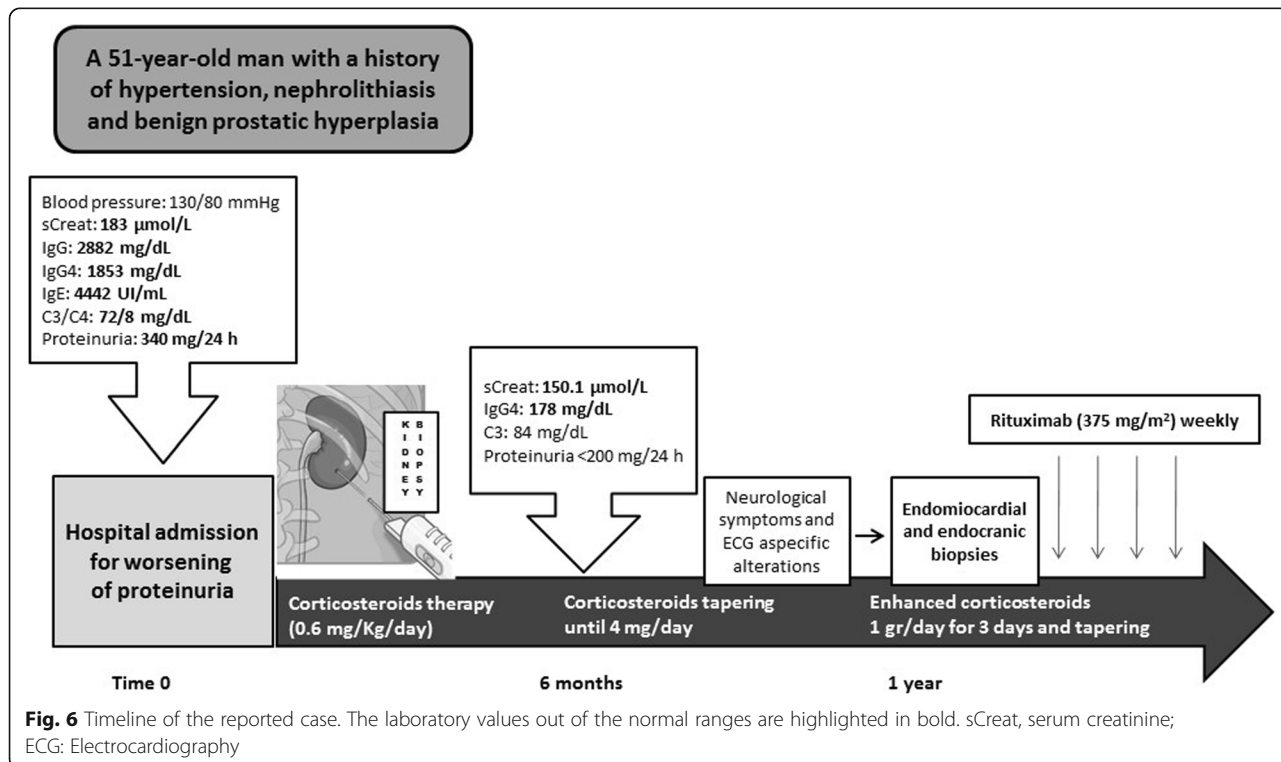 A 51-year-old man with a history
of hypertension, nephrolithiasis
and benign prostatic hyperplasia
Blood pressure: 130/80 mmHg
sCreat: 183 µmol/L
IgG: 2882 mg/dL
IgG4: 1853 mg/dL
IgE: 4442 UI/mL
C3/C4: 72/8 mg/dL
Proteinuria: 340 mg/24 h
Hospital admission
for worsening
of proteinuria
KIDNEY
BIOPSY
sCreat: 150.1 µmol/L
IgG4: 178 mg/dL
C3: 84 mg/dL
Proteinuria <200 mg/24 h
Neurological
symptoms and
ECG aspecific
alterations
Endomiocardial
and endocranic
biopsies
Rituximab (375 mg/m²) weekly
Corticosteroids therapy
(0.6 mg/Kg/day)
Corticosteroids tapering
until 4 mg/day
Enhanced corticosteroids
1 gr/day for 3 days and tapering
Time 0
6 months
1 year
Fig. 6 Timeline of the reported case. The laboratory values out of the normal ranges are highlighted in bold. sCreat, serum creatinine;
ECG: Electrocardiography